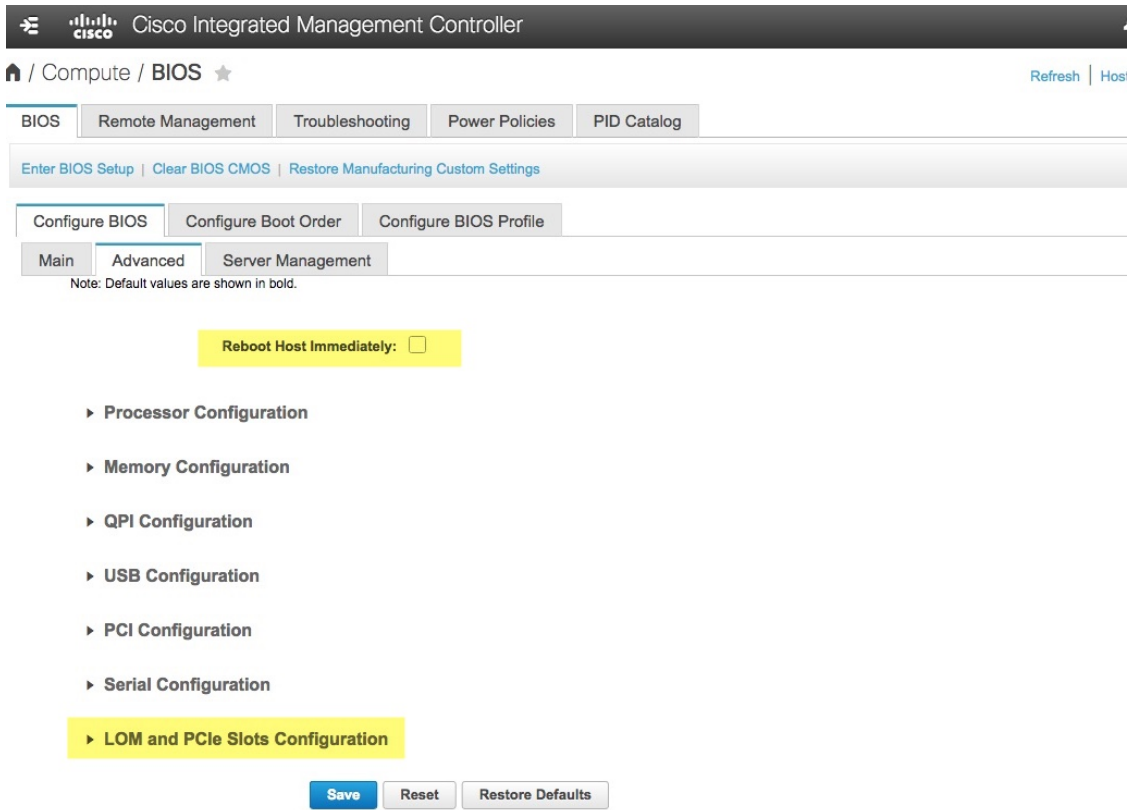 cisco Cisco Integrated Management Controller
/ Compute / BIOS
Refresh | Host
BIOS Remote Management Troubleshooting Power Policies PID Catalog
Enter BIOS Setup | Clear BIOS CMOS | Restore Manufacturing Custom Settings
Configure BIOS Configure Boot Order Configure BIOS Profile
Main Advanced Server Management
Note: Default values are shown in bold.
Reboot Host Immediately:
Processor Configuration
Memory Configuration
QPI Configuration
USB Configuration
PCI Configuration
Serial Configuration
LOM and PCIe Slots Configuration
Save Reset Restore Defaults